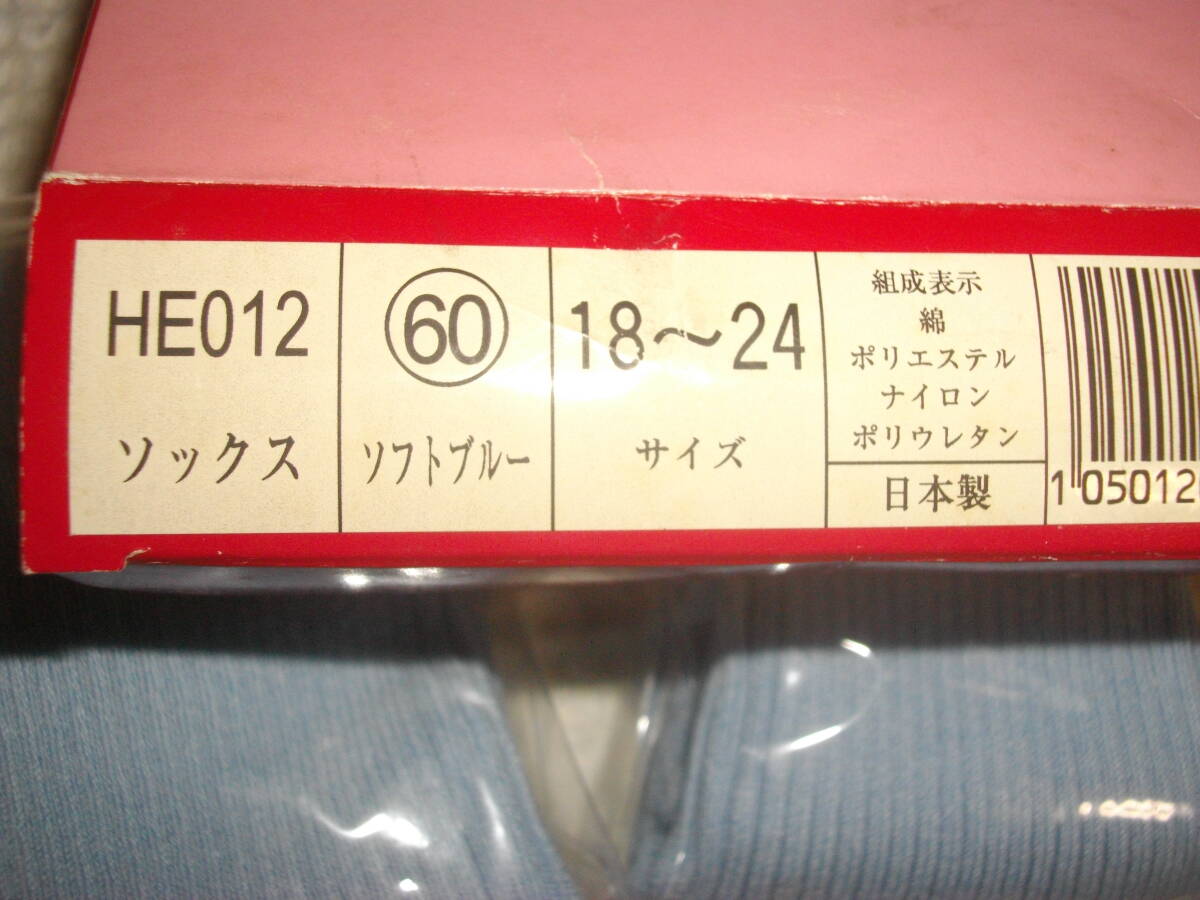 HE012
ソックス
60
ソフトブルー
18～24
サイズ
組成表示
綿
ポリエステル
ナイロン
ポリウレタン
日本製
105012